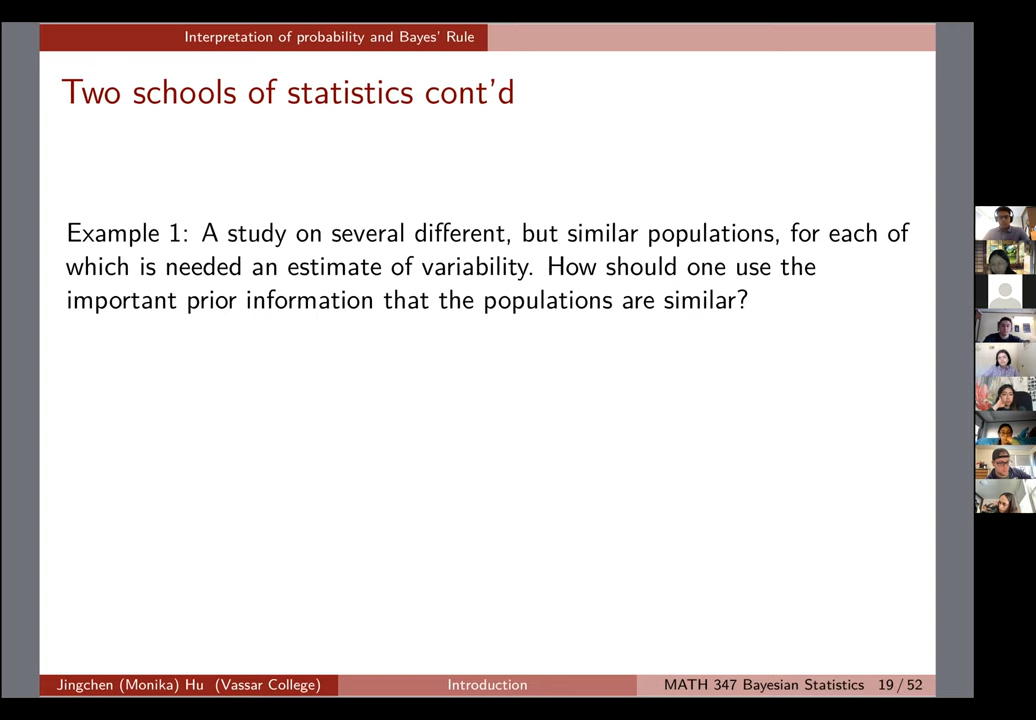 Interpretation of probability and Bayes' Rule
Two schools of statistics cont'd
Example 1: A study on several different, but similar populations, for each of
which is needed an estimate of variability. How should one use the
important prior information that the populations are similar?
Jingchen (Monika) Hu (Vassar College)
Introduction
MATH 347 Bayesian Statistics 19 / 52